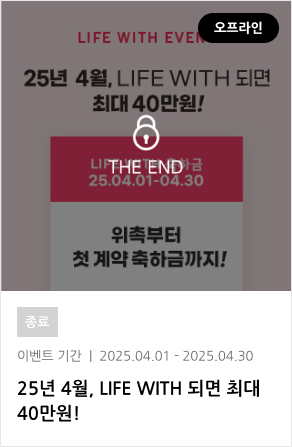 오프라인
LIFE WITH EVEN
25년 4월, LIFE WITH 되면
최대 40만원!
LIFE WITH 축하금
THE END
25.04.01-04.30
위촉부터
첫 계약 축하금까지!
종료
이벤트 기간 | 2025.04.01 - 2025.04.30
25년 4월, LIFE WITH 되면 최대
40만원!